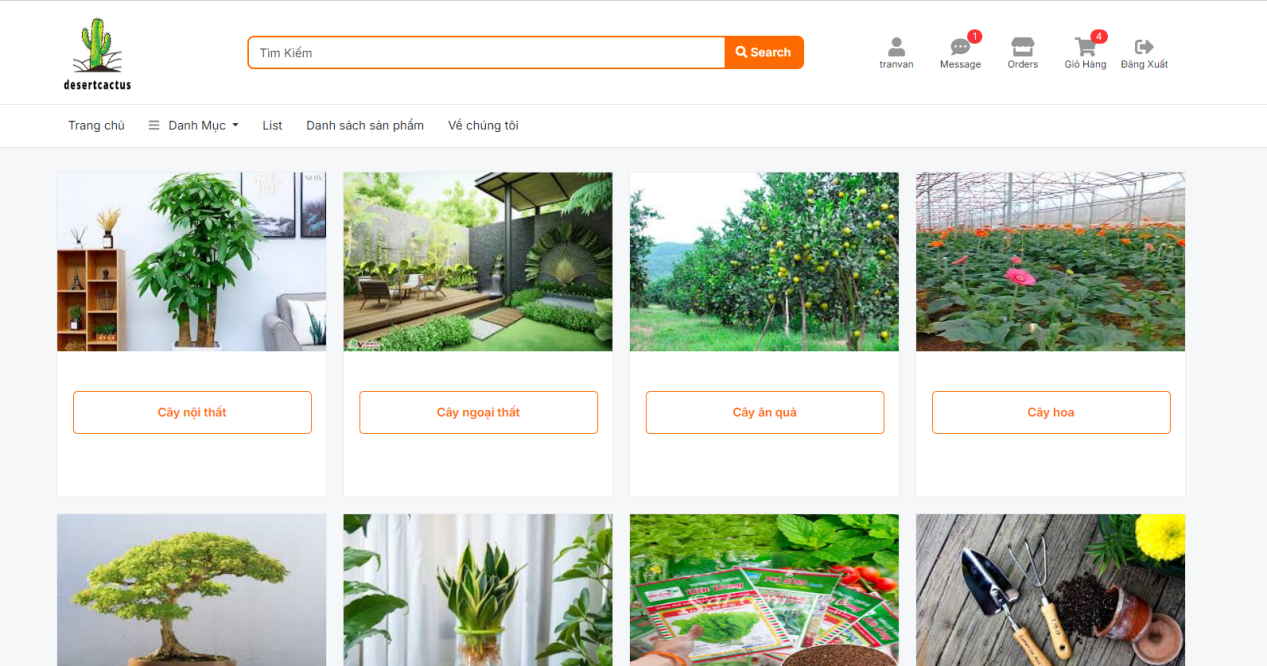 desertcactus
Tìm Kiếm
Search
tranvan
1
Message
Orders
4
Giỏ Hàng
Đăng Xuất
Trang chủ
Danh Mục
List
Danh sách sản phẩm
Về chúng tôi
NOW
Cây nội thất
Cây ngoại thất
Cây ăn quả
Cây hoa